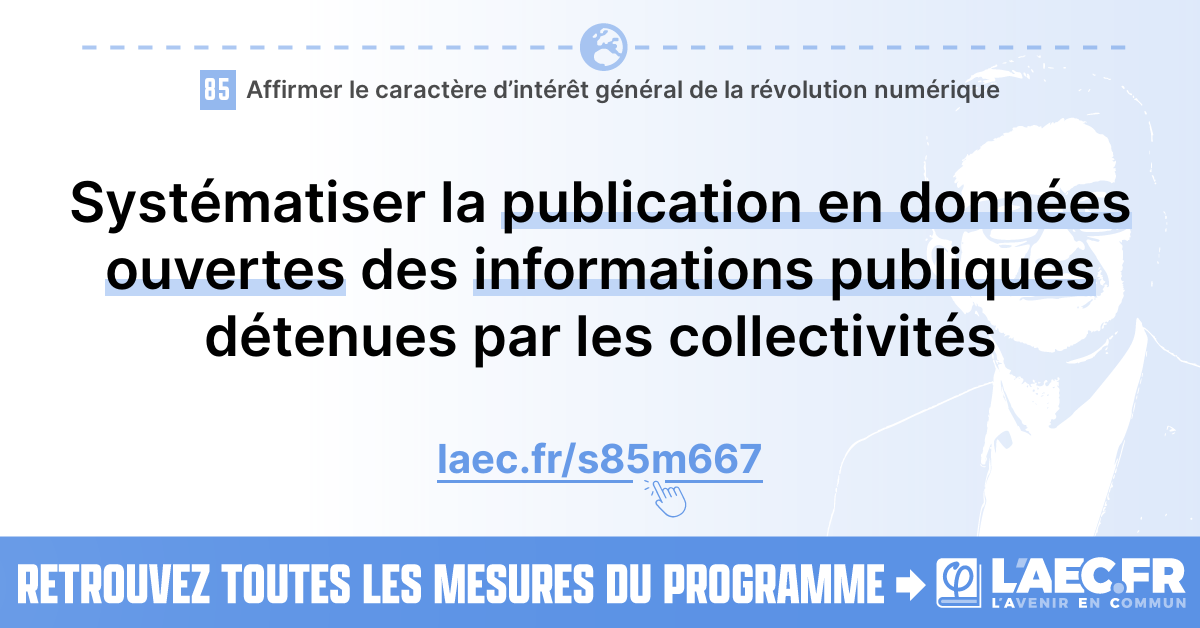 85 Affirmer le caractère d’intérêt général de la révolution numérique
Systématiser la publication en données
ouvertes des informations publiques
détenues par les collectivités
laec.fr/s85m667
RETROUVEZ TOUTES LES MESURES DU PROGRAMME
φ L'AEC.FR
L'AVENIR EN COMMUN